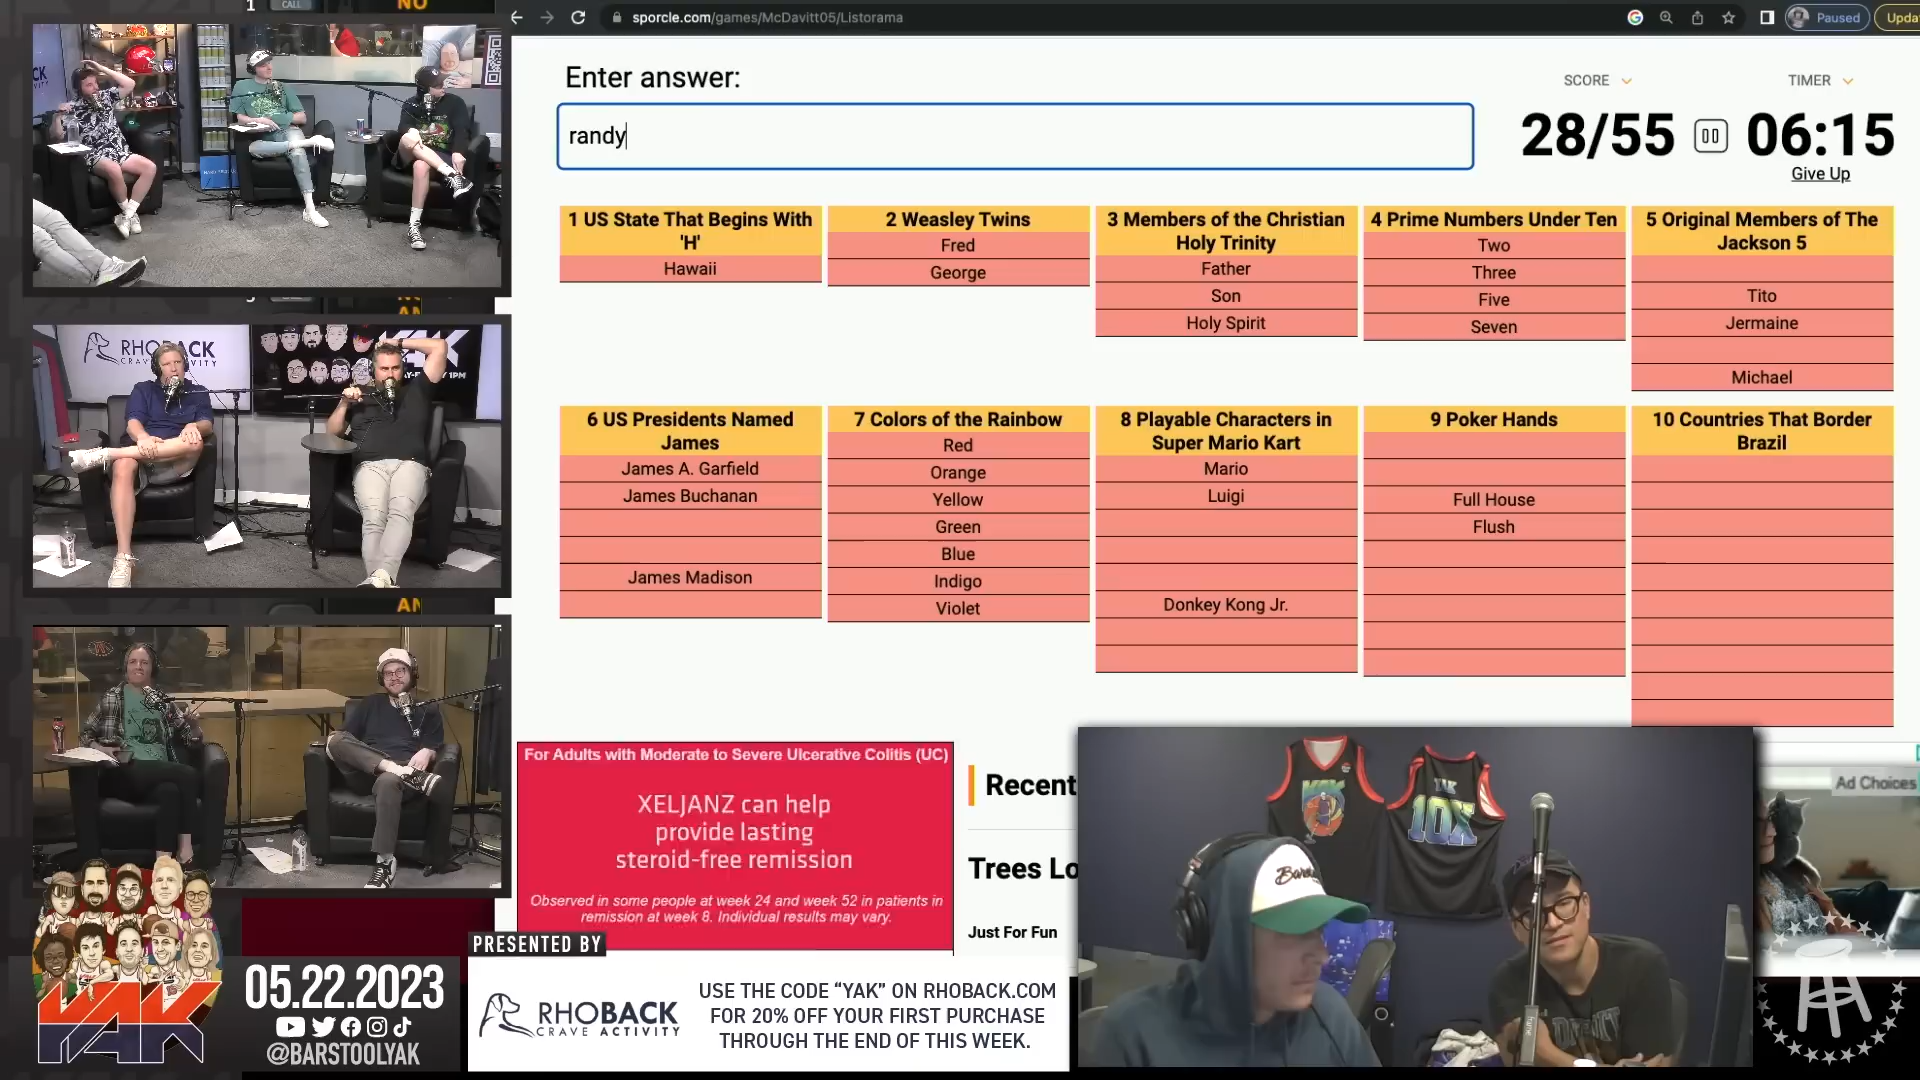 sporcle.com/games/McDavitt05/Listorama
Paused
Enter answer:
randy
SCORE
28/55
TIMER
06:15
Give Up
1 US State That Begins With
'H'
Hawaii
2 Weasley Twins
Fred
George
3 Members of the Christian
Holy Trinity
Father
Son
Holy Spirit
4 Prime Numbers Under Ten
Two
Three
Five
Seven
5 Original Members of The
Jackson 5
Tito
Jermaine
Michael
6 US Presidents Named
James
James A. Garfield
James Buchanan
James Madison
7 Colors of the Rainbow
Red
Orange
Yellow
Green
Blue
Indigo
Violet
8 Playable Characters in
Super Mario Kart
Mario
Luigi
Donkey Kong Jr.
9 Poker Hands
Full House
Flush
10 Countries That Border
Brazil
For Adults with Moderate to Severe Ulcerative Colitis (UC)
XELJANZ can help
provide lasting
steroid-free remission
Observed in some people at week 24 and week 52 in patients in
remission at week 8. Individual results may vary.
Recent
Trees Lo
Just For Fun
Ad Choices
YAK
10X
RHOBACK
CRAVE ACTIVITY
YAK
05.22.2023
@BARSTOOLYAK
PRESENTED BY
RHOBACK
CRAVE ACTIVITY
USE THE CODE “YAK” ON RHOBACK.COM
FOR 20% OFF YOUR FIRST PURCHASE
THROUGH THE END OF THIS WEEK.